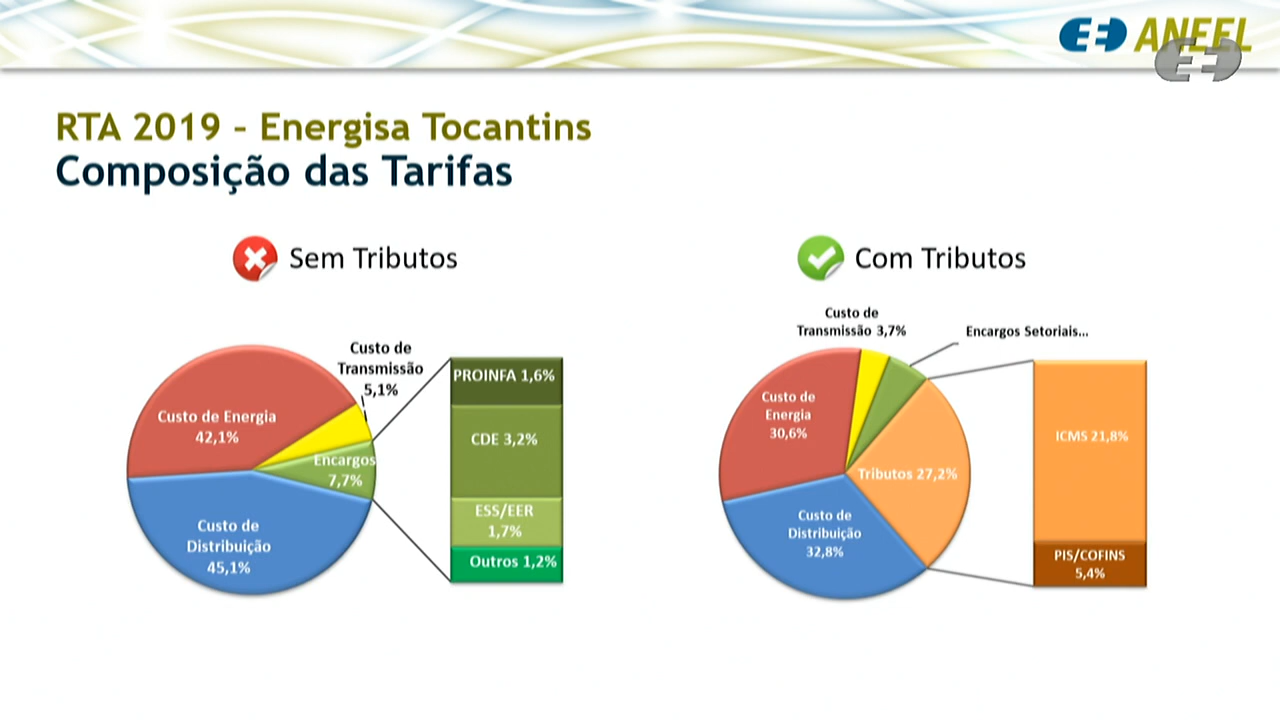 ANEEL
RTA 2019 – Energisa Tocantins
Composição das Tarifas
Sem Tributos
Custo de
Transmissão
5,1%
Custo de Energia
42,1%
Encargos
7,7%
Custo de
Distribuição
45,1%
PROINFA 1,6%
CDE 3,2%
ESS/EER
1,7%
Outros 1,2%
Com Tributos
Custo de
Transmissão 3,7%
Encargos Setoriais...
Custo de
Energia
30,6%
Tributos 27,2%
Custo de
Distribuição
32,8%
ICMS 21,8%
PIS/COFINS
5,4%